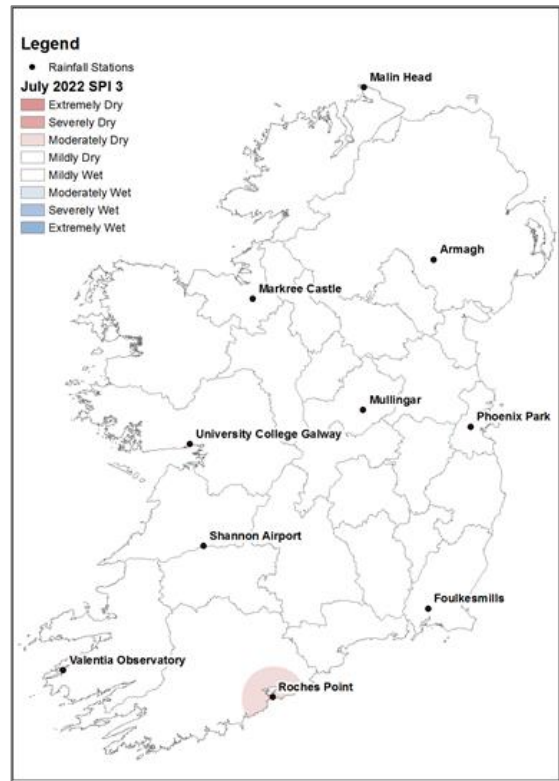 Legend
Rainfall Stations
July 2022 SPI 3
Extremely Dry
Severely Dry
Moderately Dry
Mildly Dry
Mildly Wet
Moderately Wet
Severely Wet
Extremely Wet
Malin Head
Armagh
Markree Castle
Mullingar
Phoenix Park
University College Galway
Shannon Airport
Foulkesmills
Valentia Observatory
Roches Point